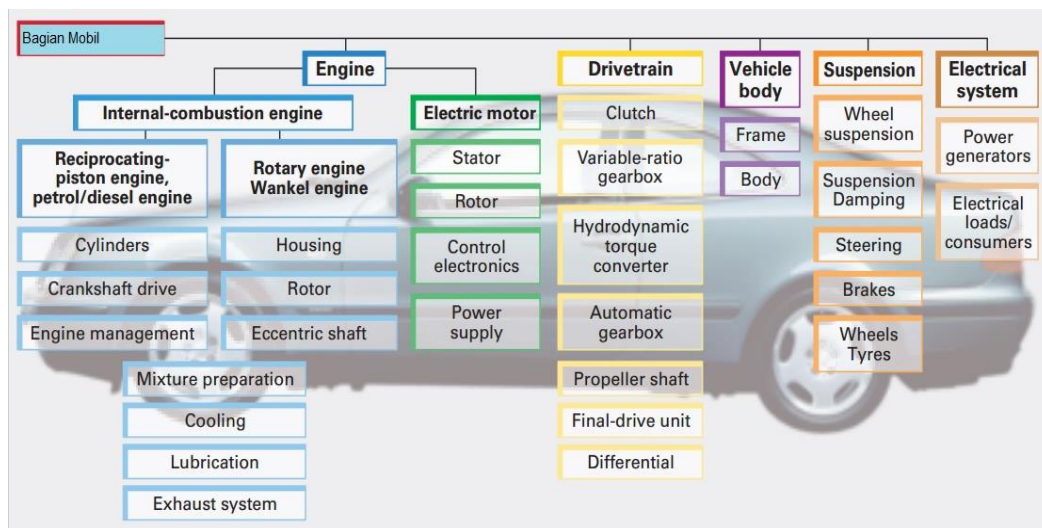 Bagian Mobil
Engine
Internal-combustion engine
Reciprocating-
piston engine,
petrol/diesel engine
Cylinders
Crankshaft drive
Engine management
Rotary engine
Wankel engine
Housing
Rotor
Eccentric shaft
Mixture preparation
Cooling
Lubrication
Exhaust system
Electric motor
Stator
Rotor
Control
electronics
Power
supply
Drivetrain
Clutch
Variable-ratio
gearbox
Hydrodynamic
torque
converter
Automatic
gearbox
Propeller shaft
Final-drive unit
Differential
Vehicle
body
Frame
Body
Suspension
Wheel
suspension
Suspension
Damping
Steering
Brakes
Wheels
Tyres
Electrical
system
Power
generators
Electrical
loads/
consumers